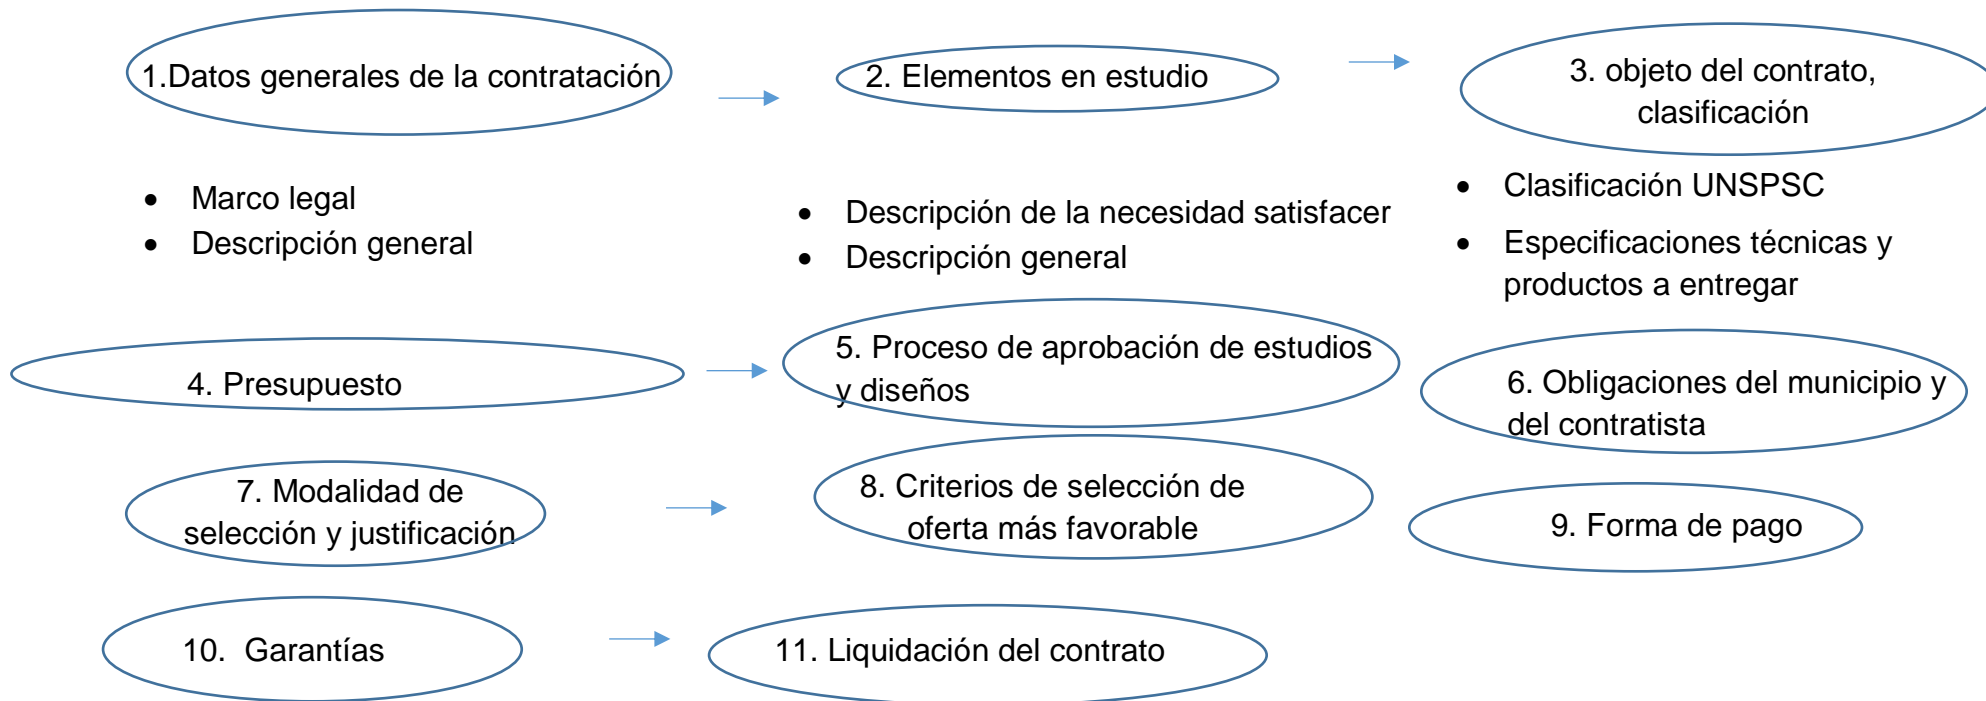 1.Datos generales de la contratación
2. Elementos en estudio
3. objeto del contrato,
clasificación
• Marco legal
• Descripción general
• Descripción de la necesidad satisfacer
• Descripción general
• Clasificación UNSPSC
• Especificaciones técnicas y
productos a entregar
4. Presupuesto
5. Proceso de aprobación de estudios
y diseños
6. Obligaciones del municipio y
del contratista
7. Modalidad de
selección y justificación
8. Criterios de selección de
oferta más favorable
9. Forma de pago
10. Garantías
11. Liquidación del contrato